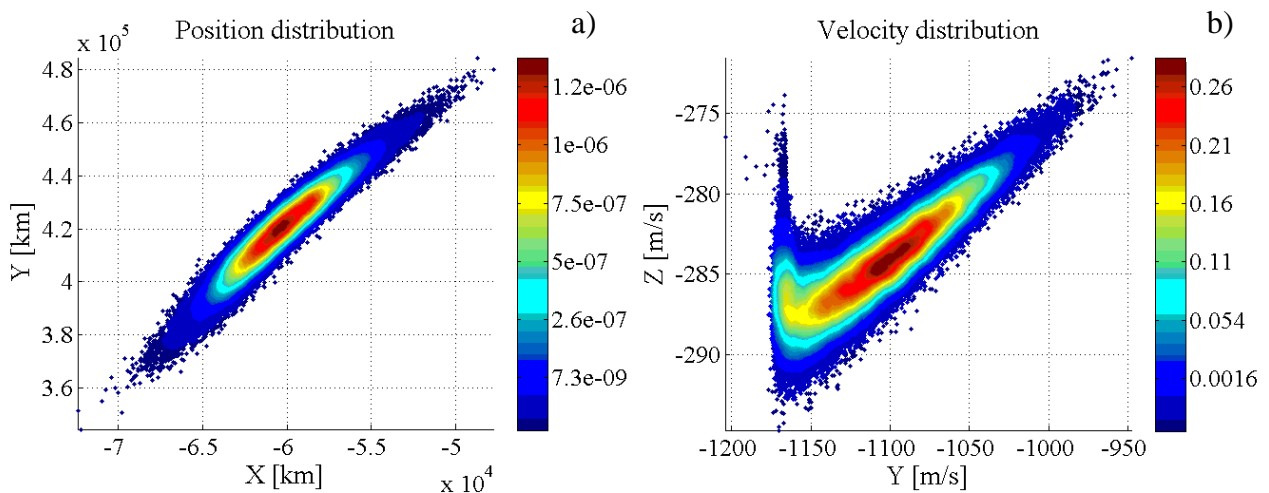 Position distribution
a)
x 10^5
Y [km]
4.8
4.6
4.4
4.2
4
3.8
3.6
-7
-6.5
-6
-5.5
-5
X [km]
x 10^4
1.2e-06
1e-06
7.5e-07
5e-07
2.6e-07
7.3e-09
Velocity distribution
b)
Z [m/s]
-275
-280
-285
-290
-1200
-1150
-1100
-1050
-1000
-950
Y [m/s]
0.26
0.21
0.16
0.11
0.054
0.0016